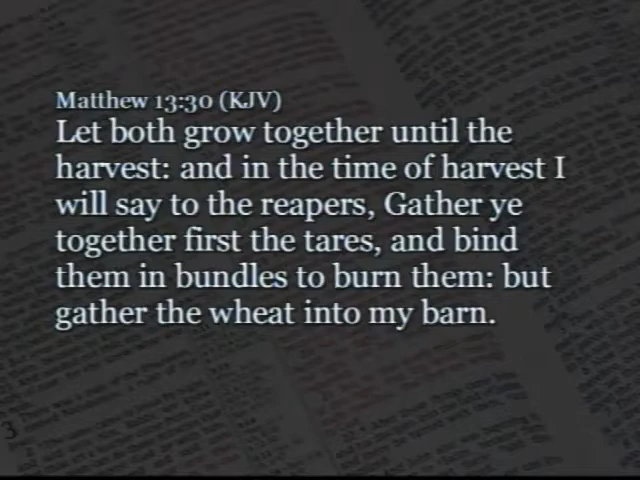 Matthew 13:30 (KJV)
Let both grow together until the
harvest: and in the time of harvest I
will say to the reapers, Gather ye
together first the tares, and bind
them in bundles to burn them: but
gather the wheat into my barn.
3